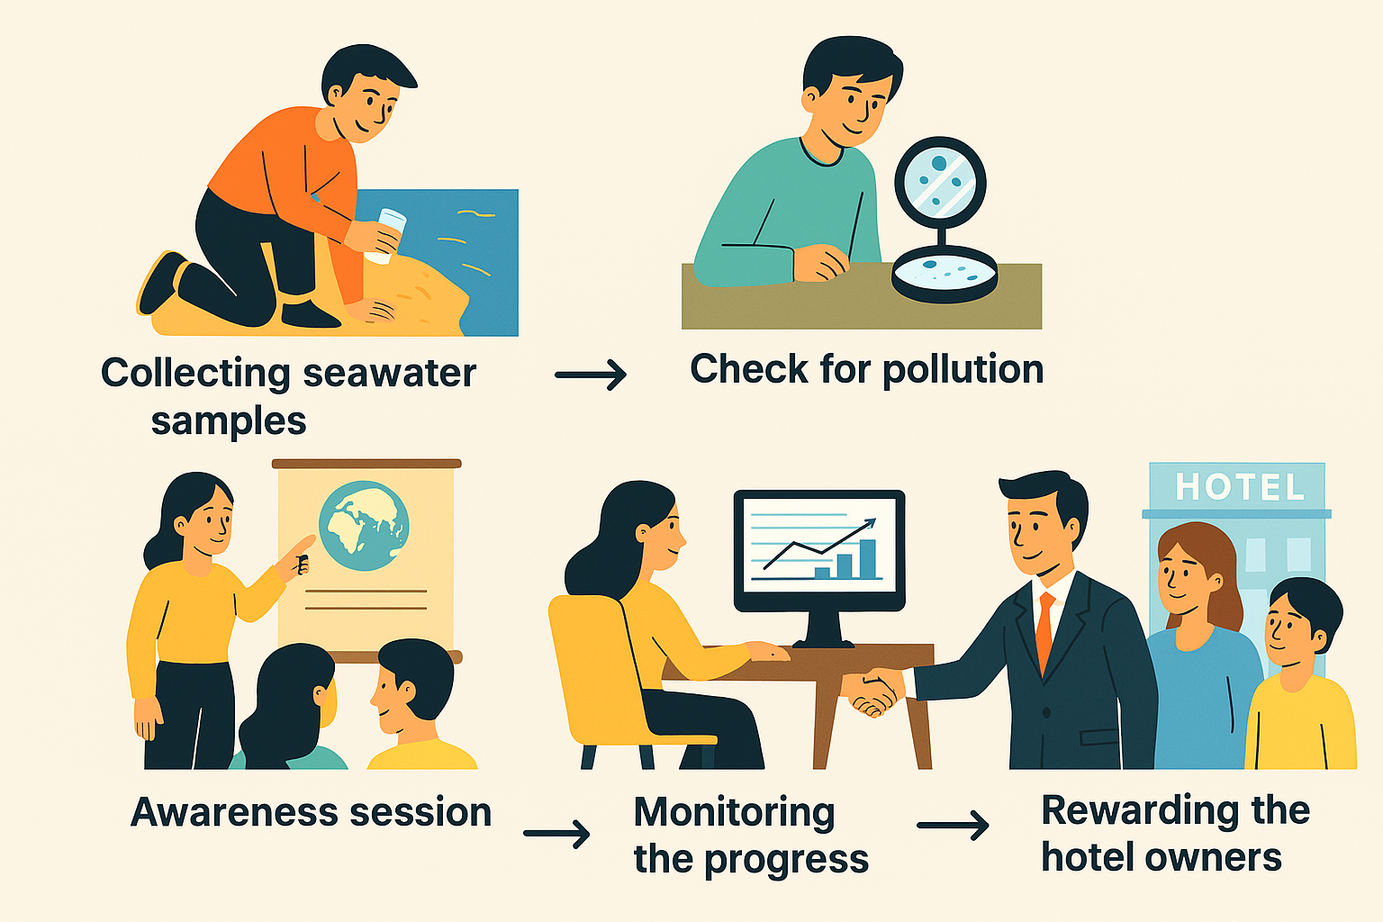 Collecting seawater
samples
Check for pollution
HOTEL
Awareness session
Monitoring
the progress
Rewarding the
hotel owners